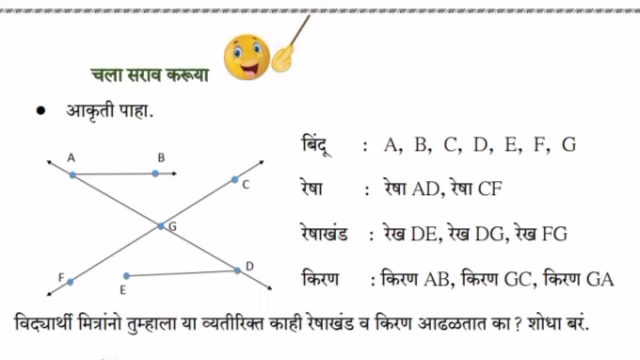 चला सराव करूया
आकृती पाहा.
A B
C
G
F
E
D
बिंदू : A, B, C, D, E, F, G
रेषा : रेषा AD, रेषा CF
रेषाखंड : रेख DE, रेख DG, रेख FG
किरण : किरण AB, किरण GC, किरण GA
विद्यार्थी मित्रांनो तुम्हाला या व्यतीरिक्त काही रेषाखंड व किरण आढळतात का? शोधा बरं.